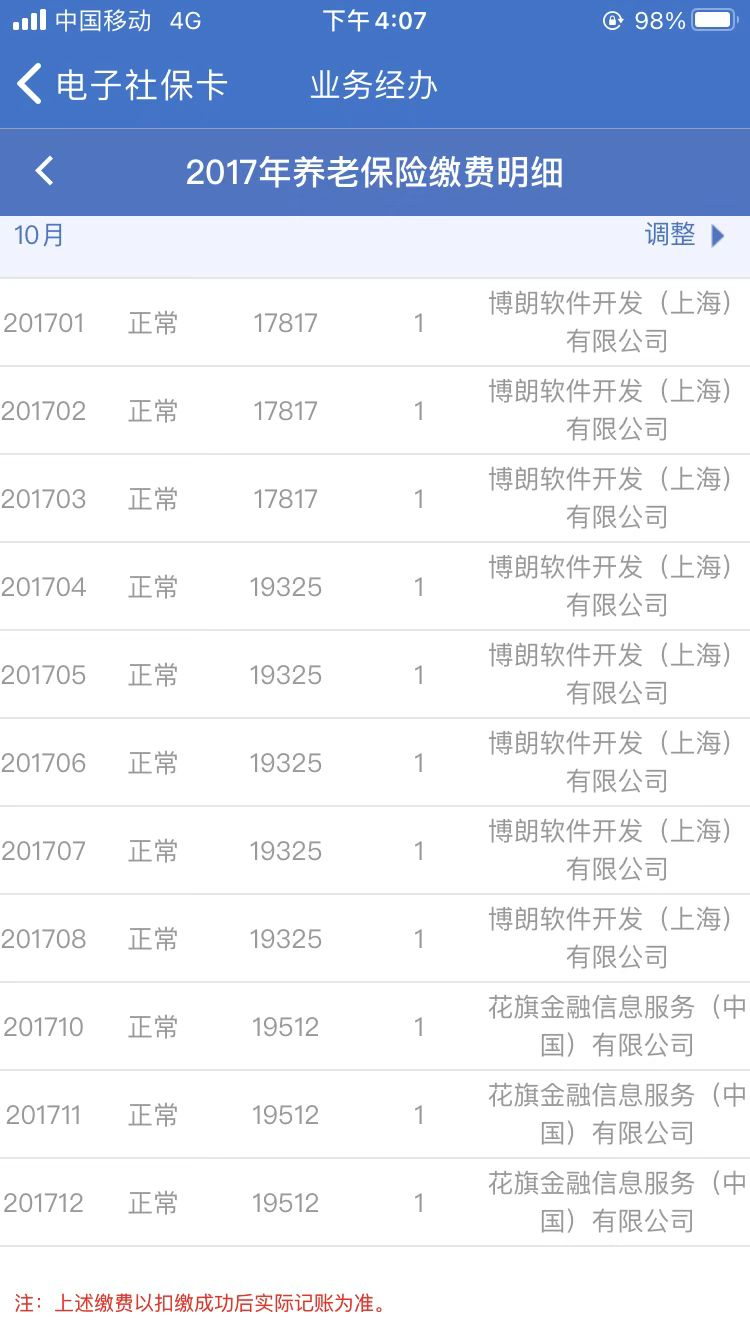 中国移动 4G 下午4:07 98%
电子社保卡 业务经办
2017年养老保险缴费明细
10月 调整
201701 正常 17817 1 博朗软件开发（上海）
有限公司
201702 正常 17817 1 博朗软件开发（上海）
有限公司
201703 正常 17817 1 博朗软件开发（上海）
有限公司
201704 正常 19325 1 博朗软件开发（上海）
有限公司
201705 正常 19325 1 博朗软件开发（上海）
有限公司
201706 正常 19325 1 博朗软件开发（上海）
有限公司
201707 正常 19325 1 博朗软件开发（上海）
有限公司
201708 正常 19325 1 博朗软件开发（上海）
有限公司
201710 正常 19512 1 花旗金融信息服务（中
国）有限公司
201711 正常 19512 1 花旗金融信息服务（中
国）有限公司
201712 正常 19512 1 花旗金融信息服务（中
国）有限公司
注：上述缴费以扣缴成功后实际记账为准。